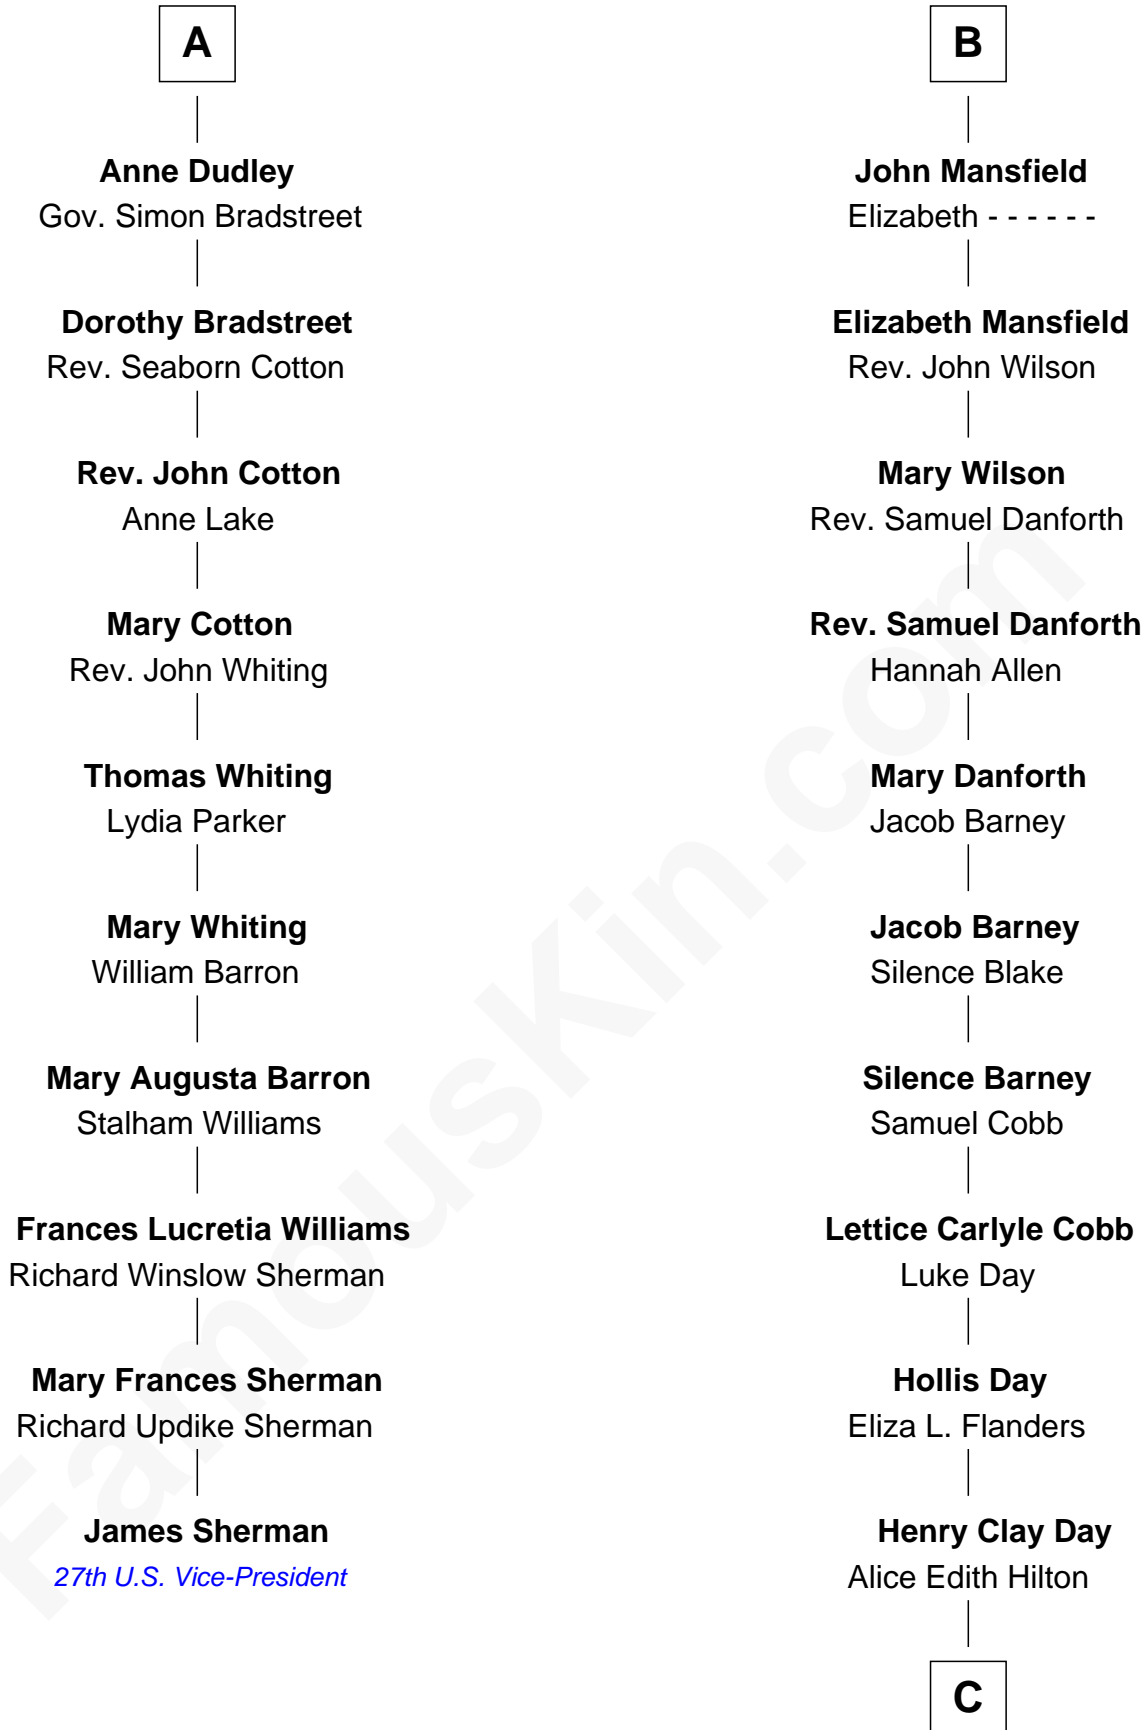 A
Anne Dudley
Gov. Simon Bradstreet
Dorothy Bradstreet
Rev. Seaborn Cotton
Rev. John Cotton
Anne Lake
Mary Cotton
Rev. John Whiting
Thomas Whiting
Lydia Parker
Mary Whiting
William Barron
Mary Augusta Barron
Stalham Williams
Frances Lucretia Williams
Richard Winslow Sherman
Mary Frances Sherman
Richard Updike Sherman
James Sherman
27th U.S. Vice-President
B
John Mansfield
Elizabeth - - - - - -
Elizabeth Mansfield
Rev. John Wilson
Mary Wilson
Rev. Samuel Danforth
Rev. Samuel Danforth
Hannah Allen
Mary Danforth
Jacob Barney
Jacob Barney
Silence Blake
Silence Barney
Samuel Cobb
Lettice Carlyle Cobb
Luke Day
Hollis Day
Eliza L. Flanders
Henry Clay Day
Alice Edith Hilton
C
FamousKin.com